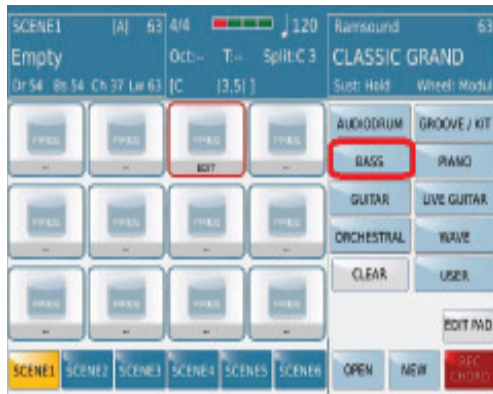 SCENE1 |A| 63 4/4 120 Ramsound 63
Empty Oct:-- T:-- Split:C 3 CLASSIC GRAND
Dr 54 Bs 54 Ch 37 Lw 63 [C (3,5) ] Sust: Hold Wheel: Modul
AUDIODRUM GROOVE / KIT
EDIT BASS PIANO
-- -- --
GUITAR LIVE GUITAR
ORCHESTRAL WAVE
-- -- -- --
CLEAR USER
-- -- -- --
EDIT PAD
SCENE1 SCENE2 SCENE3 SCENE4 SCENE5 SCENE6 OPEN NEW REC
CHORD